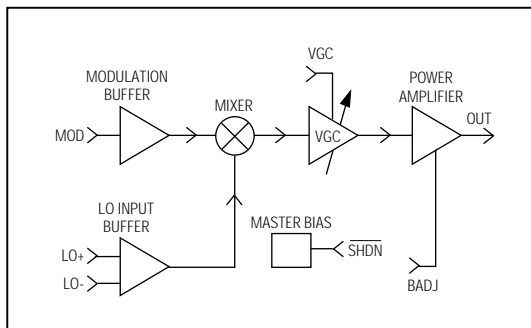 VGC
MODULATION
BUFFER
MIXER
POWER
AMPLIFIER
MOD
VGC
OUT
LO INPUT
BUFFER
MASTER BIAS
LO+
SHDN
LO-
BADJ